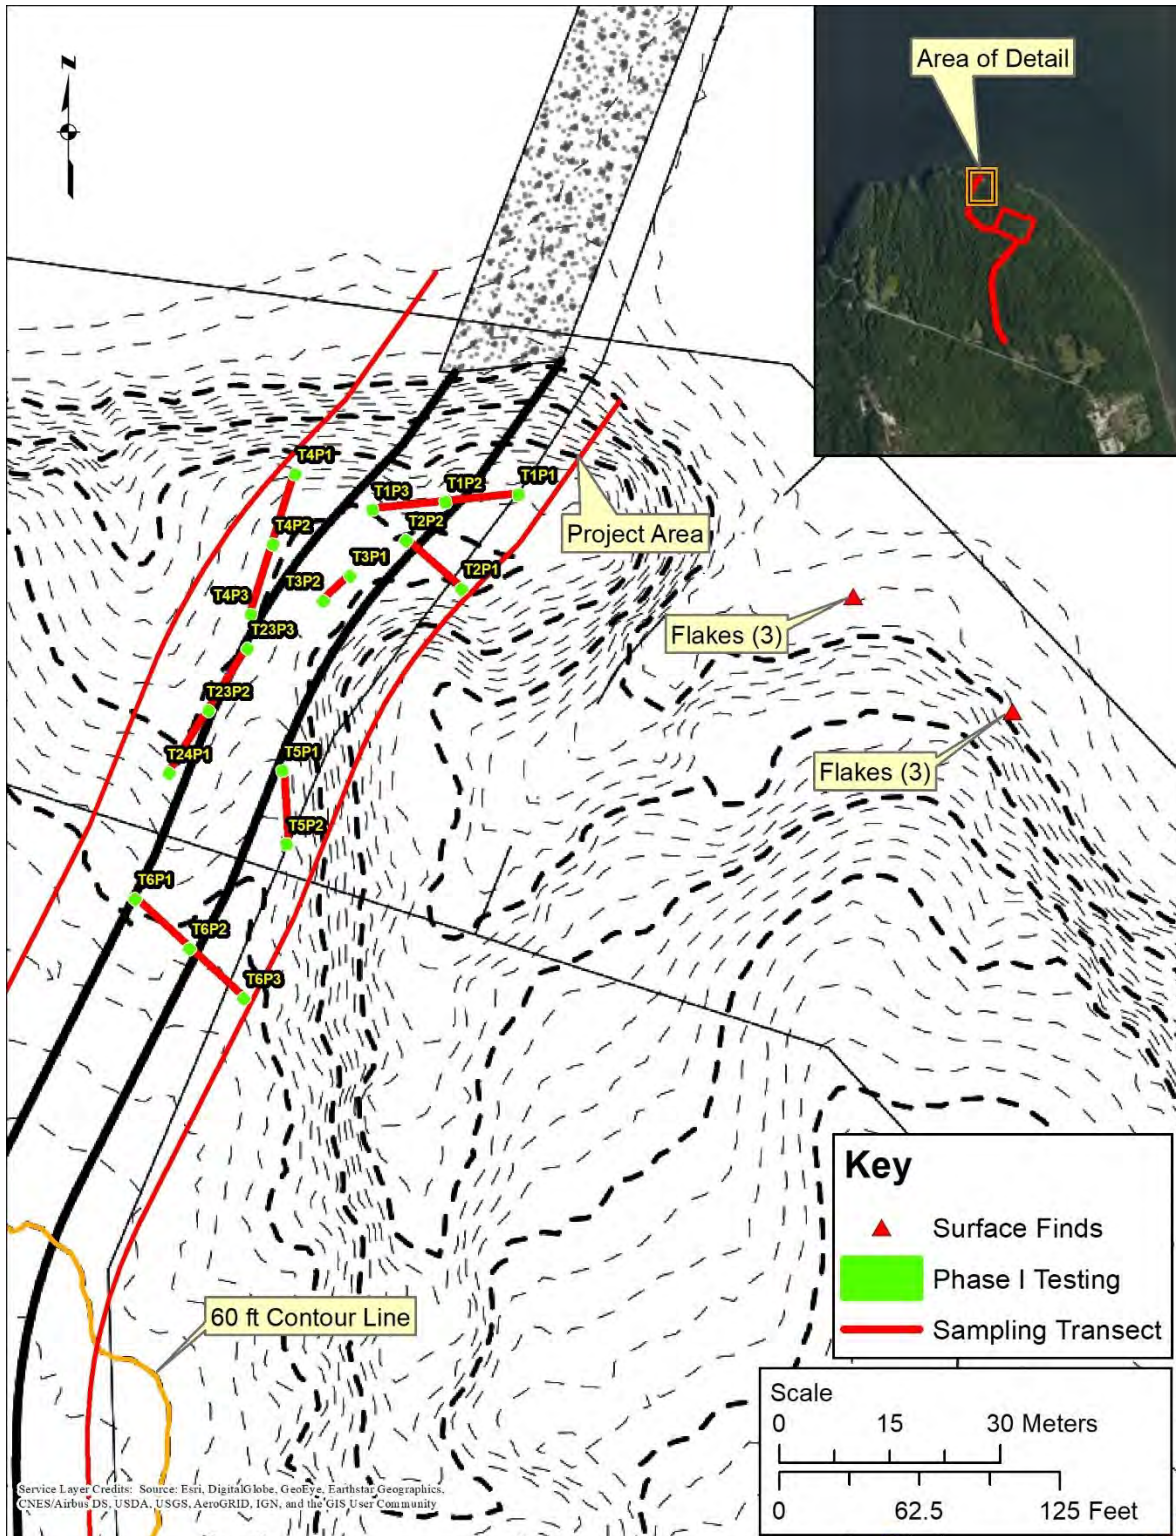 Z
Area of Detail
T4P1
T1P3
T1P2
T1P1
T4P2
T2P2
Project Area
T3P1
T3P2
T2P1
T4P3
Flakes (3)
T23P3
T23P2
T24P1
T5P1
Flakes (3)
T5P2
T6P1
T6P2
T6P3
60 ft Contour Line
Key
Surface Finds
Phase I Testing
Sampling Transect
Scale
0 15 30 Meters
0 62.5 125 Feet
Service Layer Credits: Source: Esri, DigitalGlobe, GeoEye, Earthstar Geographics,
CNES/Airbus DS, USDA, USGS, AeroGRID, IGN, and the GIS User Community